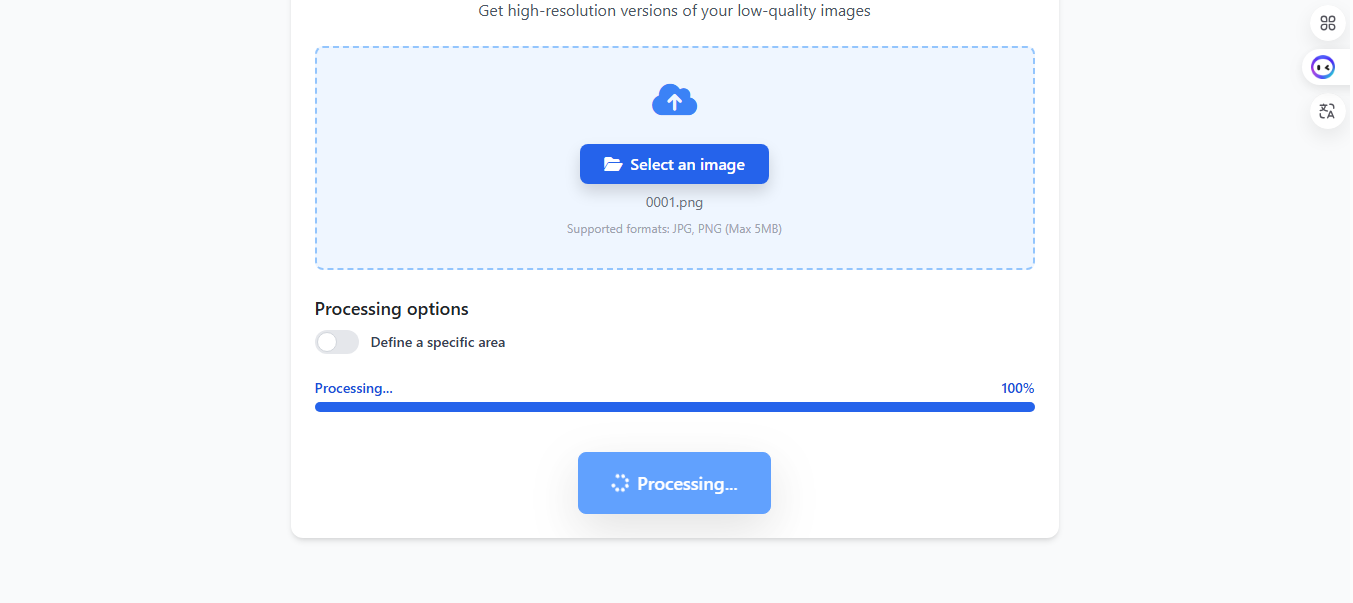 Get high-resolution versions of your low-quality images
Select an image
0001.png
Supported formats: JPG, PNG (Max 5MB)
Processing options
Define a specific area
Processing... 100%
Processing...